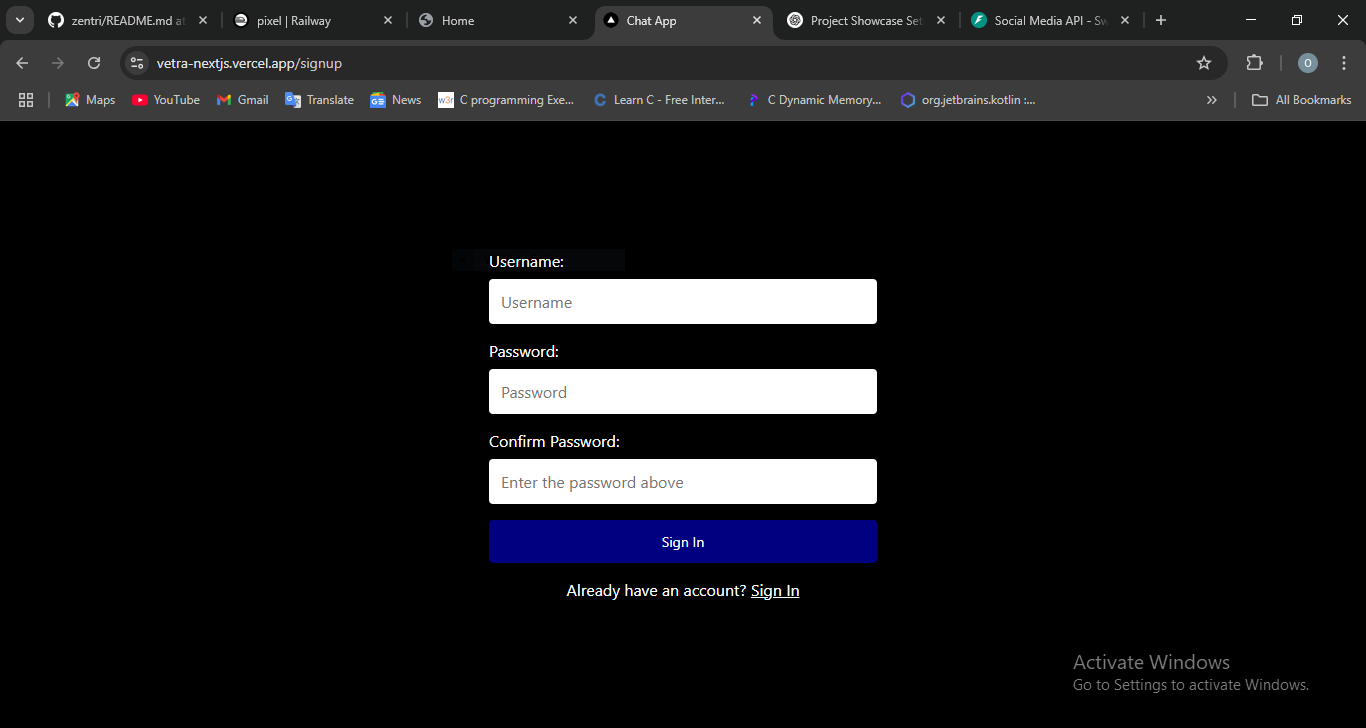 zentri/README.md at
pixel | Railway
Home
Chat App
Project Showcase Set
Social Media API - Sw
vetra-nextjs.vercel.app/signup
O
Maps
YouTube
Gmail
Translate
News
w3r
C programming Exe...
Learn C - Free Inter...
C Dynamic Memory...
org.jetbrains.kotlin :...
All Bookmarks
Username:
Username
Password:
Password
Confirm Password:
Enter the password above
Sign In
Already have an account? Sign In
Activate Windows
Go to Settings to activate Windows.